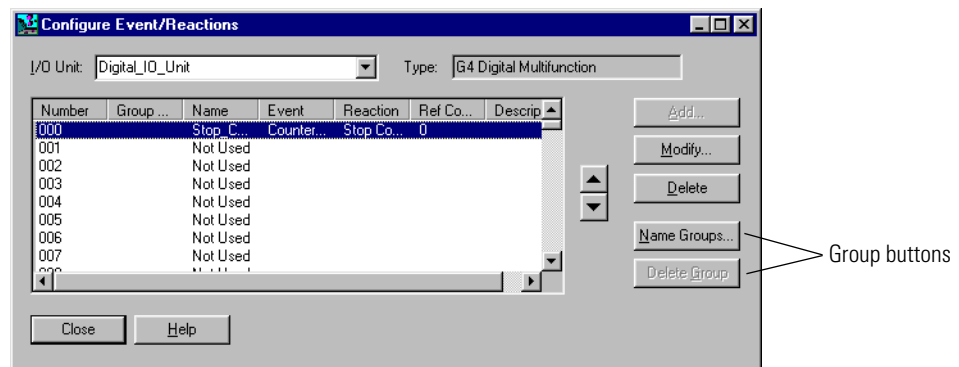 Configure Event/Reactions
I/O Unit: Digital_IO_Unit Type: G4 Digital Multifunction
Number Group ... Name Event Reaction Ref Co... Descrip
000 Stop_C... Counter... Stop Co... 0
001 Not Used
002 Not Used
003 Not Used
004 Not Used
005 Not Used
006 Not Used
007 Not Used
Add...
Modify...
Delete
Name Groups...
Delete Group
Group buttons
Close Help